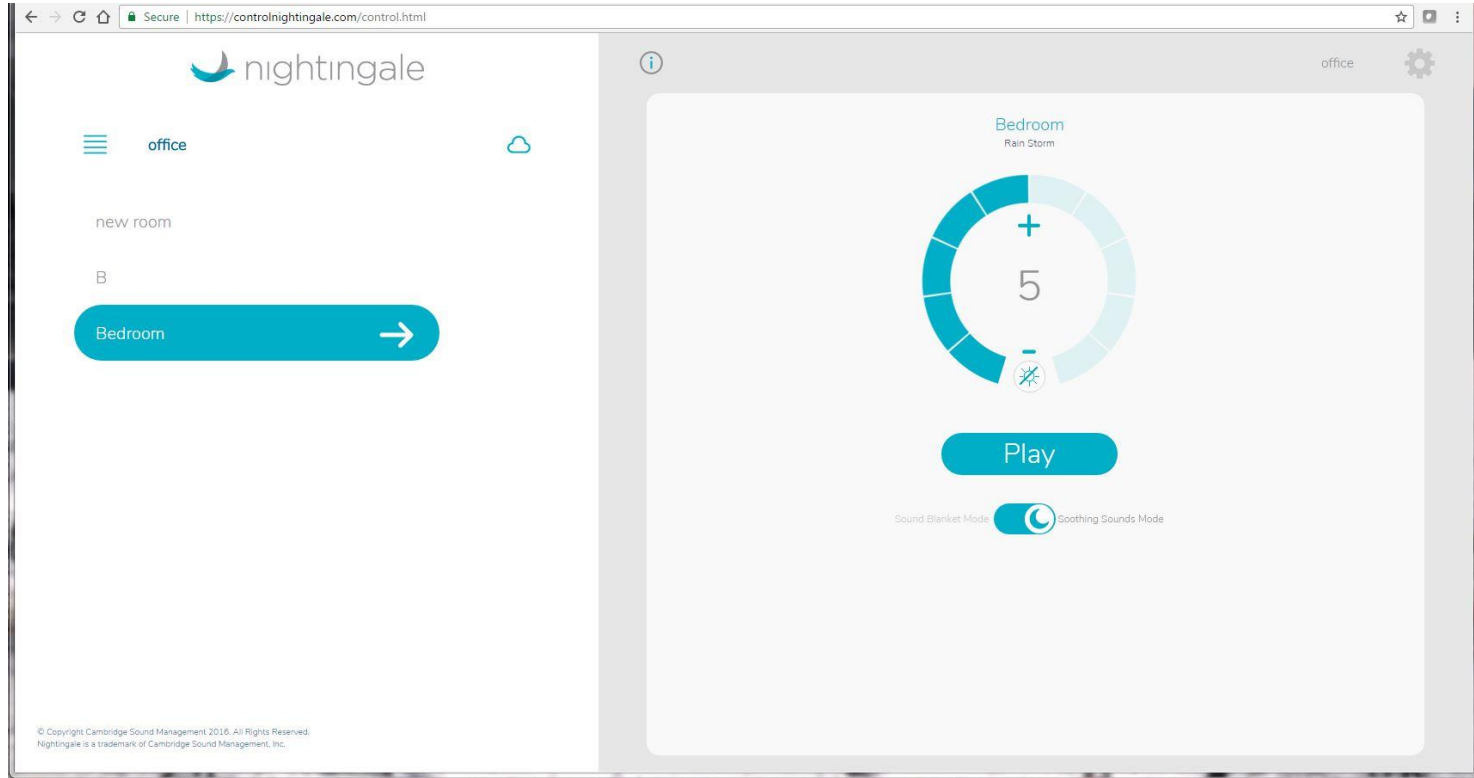 Secure | https://controlnightingale.com/control.html
nightingale
office
new room
B
Bedroom
© Copyright Cambridge Sound Management 2016. All Rights Reserved.
Nightingale is a trademark of Cambridge Sound Management, Inc.
i
office
Bedroom
Rain Storm
+
5
-
Play
Sound Blanket Mode
Soothing Sounds Mode